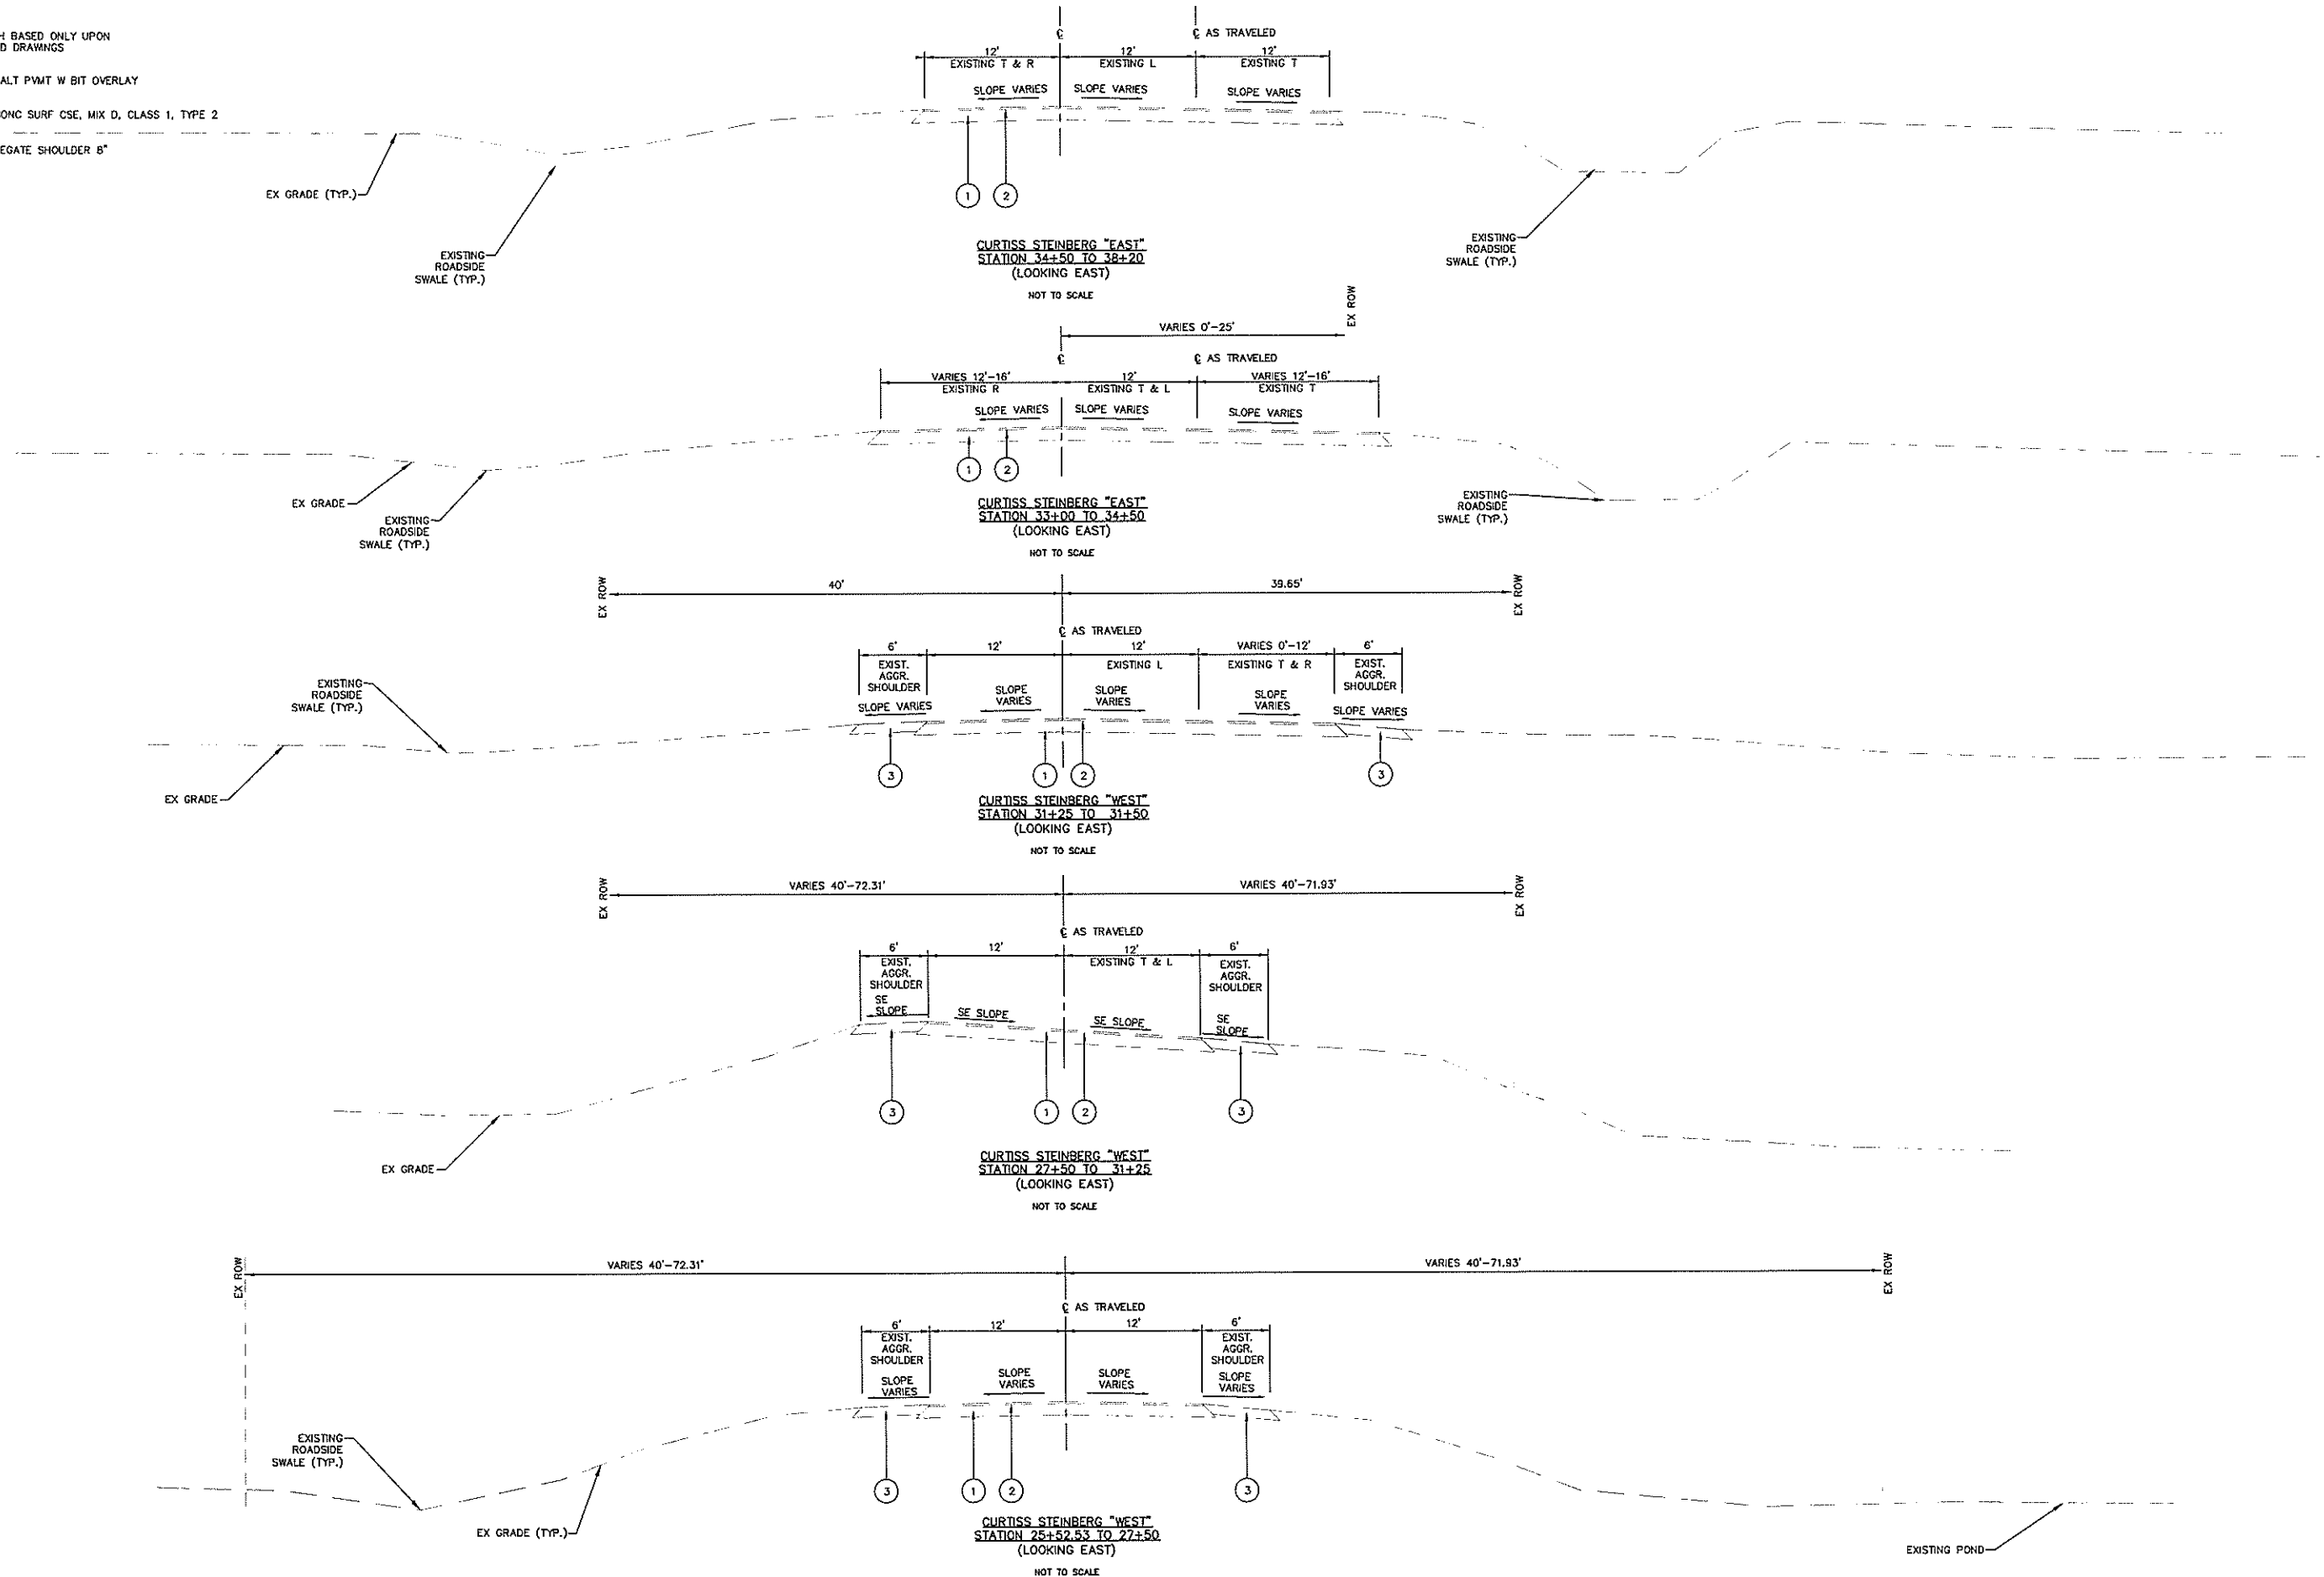 BASED ONLY UPON
DRAWINGS
PVMT W BIT OVERLAY
SURF CSE, MIX D, CLASS 1, TYPE 2
SHOULDER 8"
℄
℄ AS TRAVELED
12'
12'
12'
EXISTING T & R
EXISTING L
EXISTING T
SLOPE VARIES
SLOPE VARIES
SLOPE VARIES
EX GRADE (TYP.)
1
2
EXISTING
ROADSIDE
SWALE (TYP.)
EXISTING
ROADSIDE
SWALE (TYP.)
CURTISS STEINBERG "EAST"
STATION 34+50 TO 38+20
(LOOKING EAST)
NOT TO SCALE
EX ROW
VARIES 0'-25'
℄
℄ AS TRAVELED
VARIES 12'-16'
12'
VARIES 12'-16'
EXISTING R
EXISTING T & L
EXISTING T
SLOPE VARIES
SLOPE VARIES
SLOPE VARIES
1
2
EX GRADE
EXISTING
ROADSIDE
SWALE (TYP.)
EXISTING
ROADSIDE
SWALE (TYP.)
CURTISS STEINBERG "EAST"
STATION 33+00 TO 34+50
(LOOKING EAST)
NOT TO SCALE
EX ROW
40'
39.65'
EX ROW
℄ AS TRAVELED
6'
12'
12'
VARIES 0'-12'
6'
EXIST.
AGGR.
SHOULDER
EXISTING L
EXISTING T & R
EXIST.
AGGR.
SHOULDER
SLOPE VARIES
SLOPE
VARIES
SLOPE
VARIES
SLOPE
VARIES
SLOPE VARIES
EXISTING
ROADSIDE
SWALE (TYP.)
EX GRADE
3
1
2
3
CURTISS STEINBERG "WEST"
STATION 31+25 TO 31+50
(LOOKING EAST)
NOT TO SCALE
EX ROW
VARIES 40'-72.31'
VARIES 40'-71.93'
EX ROW
℄ AS TRAVELED
6'
12'
12'
6'
EXIST.
AGGR.
SHOULDER
EXISTING T & L
EXIST.
AGGR.
SHOULDER
SE
SLOPE
SE SLOPE
SE SLOPE
SE
SLOPE
3
1
2
3
EX GRADE
CURTISS STEINBERG "WEST"
STATION 27+50 TO 31+25
(LOOKING EAST)
NOT TO SCALE
EX ROW
VARIES 40'-72.31'
VARIES 40'-71.93'
EX ROW
℄ AS TRAVELED
6'
12'
12'
6'
EXIST.
AGGR.
SHOULDER
EXIST.
AGGR.
SHOULDER
SLOPE
VARIES
SLOPE
VARIES
SLOPE
VARIES
SLOPE
VARIES
EXISTING
ROADSIDE
SWALE (TYP.)
3
1
2
3
EX GRADE (TYP.)
CURTISS STEINBERG "WEST"
STATION 25+52.53 TO 27+50
(LOOKING EAST)
NOT TO SCALE
EXISTING POND